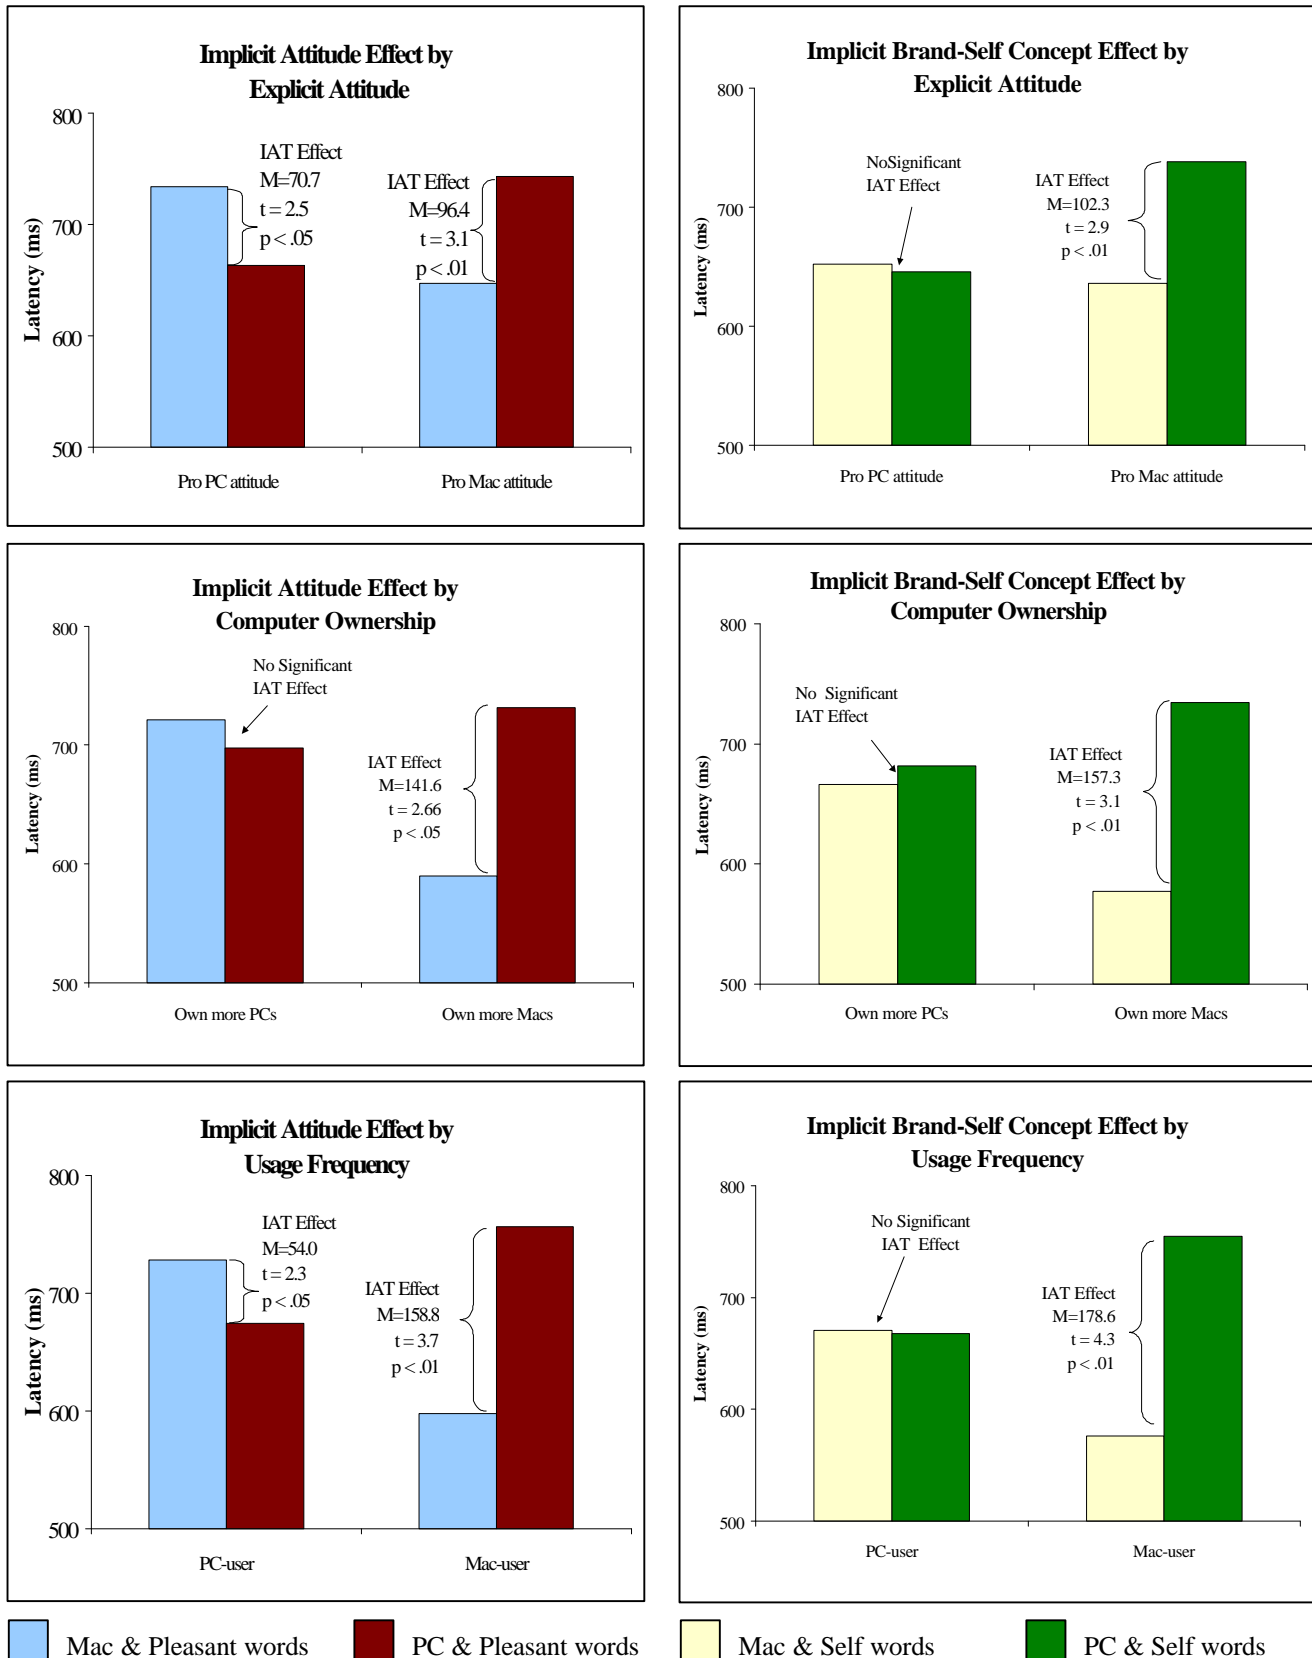 Implicit Attitude Effect by
Explicit Attitude
800
700
600
500
Latency (ms)
IAT Effect
M=70.7
t = 2.5
p < .05
IAT Effect
M=96.4
t = 3.1
p < .01
Pro PC attitude
Pro Mac attitude
Implicit Brand-Self Concept Effect by
Explicit Attitude
800
700
600
500
Latency (ms)
NoSignificant
IAT Effect
IAT Effect
M=102.3
t = 2.9
p < .01
Pro PC attitude
Pro Mac attitude
Implicit Attitude Effect by
Computer Ownership
800
700
600
500
Latency (ms)
No Significant
IAT Effect
IAT Effect
M=141.6
t = 2.66
p < .05
Own more PCs
Own more Macs
Implicit Brand-Self Concept Effect by
Computer Ownership
800
700
600
500
Latency (ms)
No Significant
IAT Effect
IAT Effect
M=157.3
t = 3.1
p < .01
Own more PCs
Own more Macs
Implicit Attitude Effect by
Usage Frequency
800
700
600
500
Latency (ms)
IAT Effect
M=54.0
t = 2.3
p < .05
IAT Effect
M=158.8
t = 3.7
p < .01
PC-user
Mac-user
Implicit Brand-Self Concept Effect by
Usage Frequency
800
700
600
500
Latency (ms)
No Significant
IAT Effect
IAT Effect
M=178.6
t = 4.3
p < .01
PC-user
Mac-user
Mac & Pleasant words
PC & Pleasant words
Mac & Self words
PC & Self words